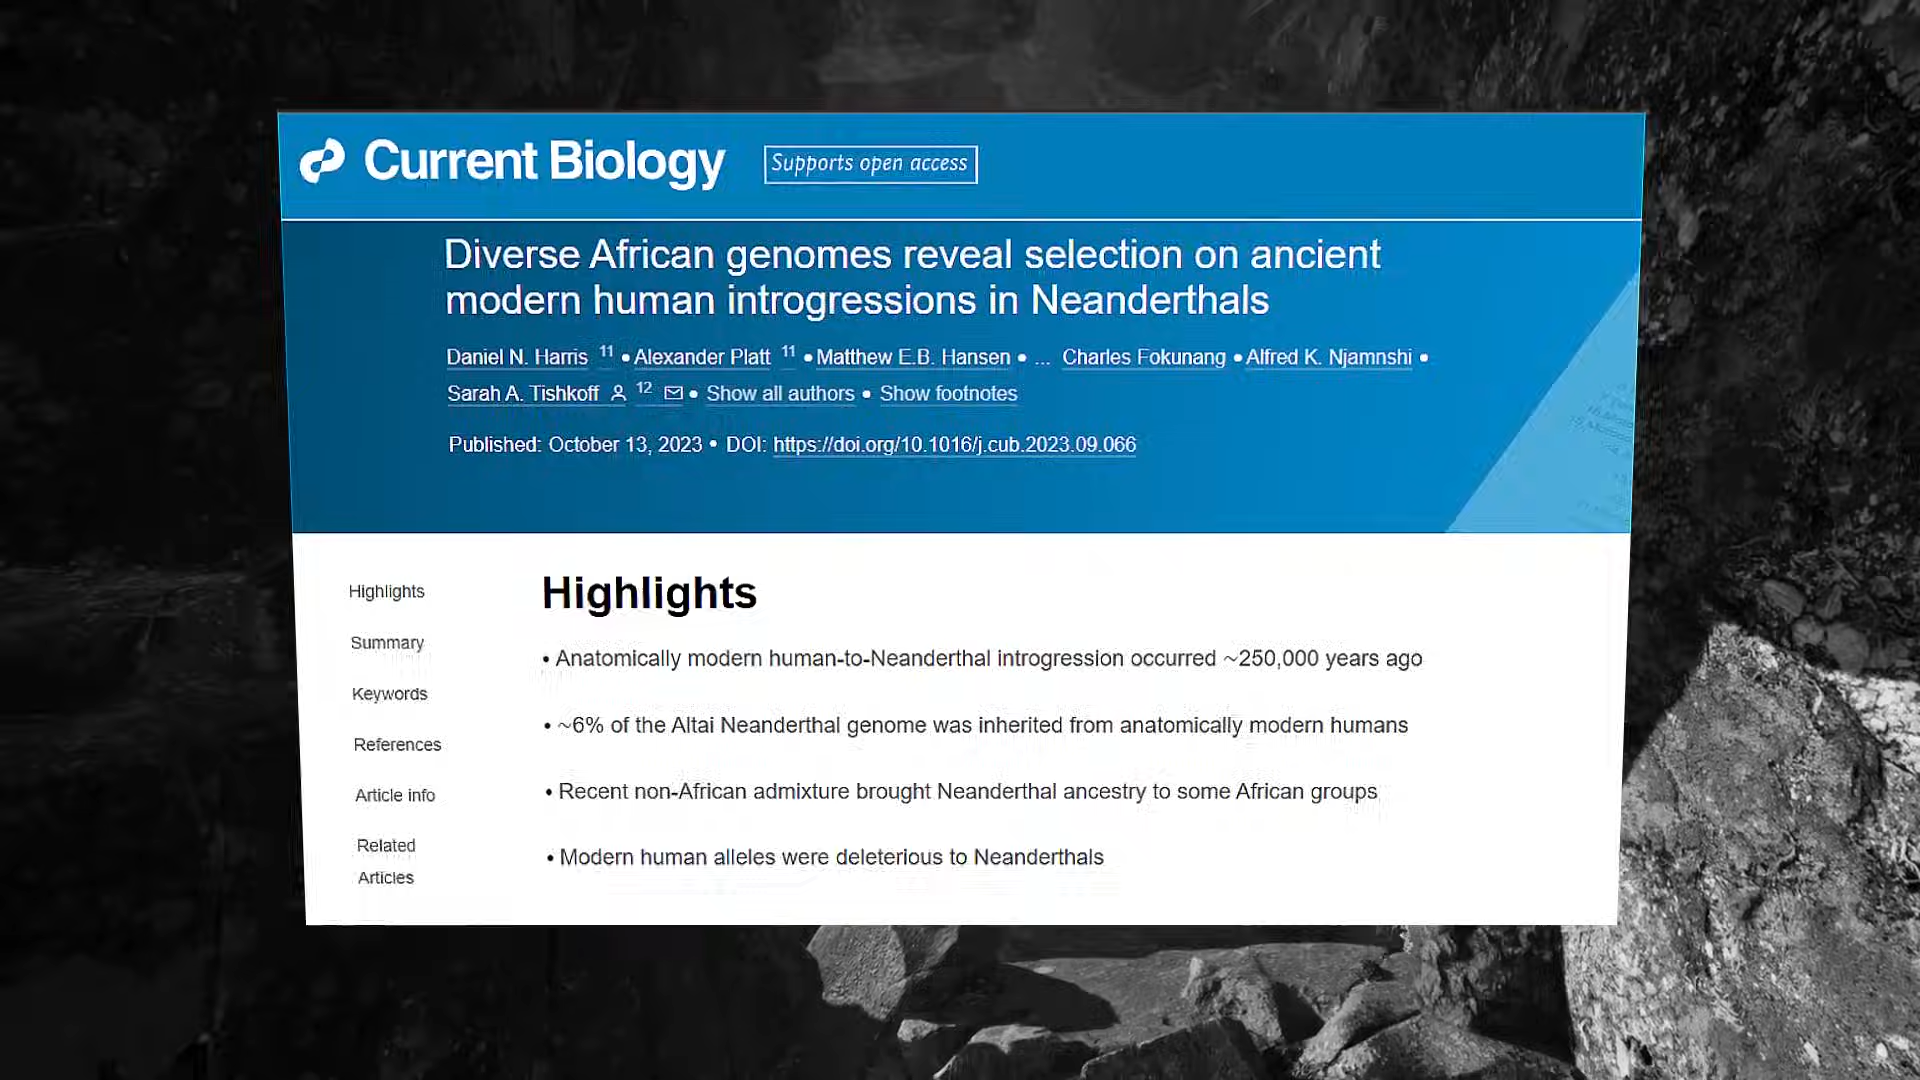 Current Biology
Supports open access
Diverse African genomes reveal selection on ancient
modern human introgressions in Neanderthals
Daniel N. Harris 11 • Alexander Platt 11 • Matthew E.B. Hansen • ... Charles Fokunang • Alfred K. Njamnshi •
Sarah A. Tishkoff 12 • Show all authors • Show footnotes
Published: October 13, 2023 • DOI: https://doi.org/10.1016/j.cub.2023.09.066
Highlights
Summary
Keywords
References
Article info
Related
Articles
Highlights
• Anatomically modern human-to-Neanderthal introgression occurred ~250,000 years ago
• ~6% of the Altai Neanderthal genome was inherited from anatomically modern humans
• Recent non-African admixture brought Neanderthal ancestry to some African groups
• Modern human alleles were deleterious to Neanderthals